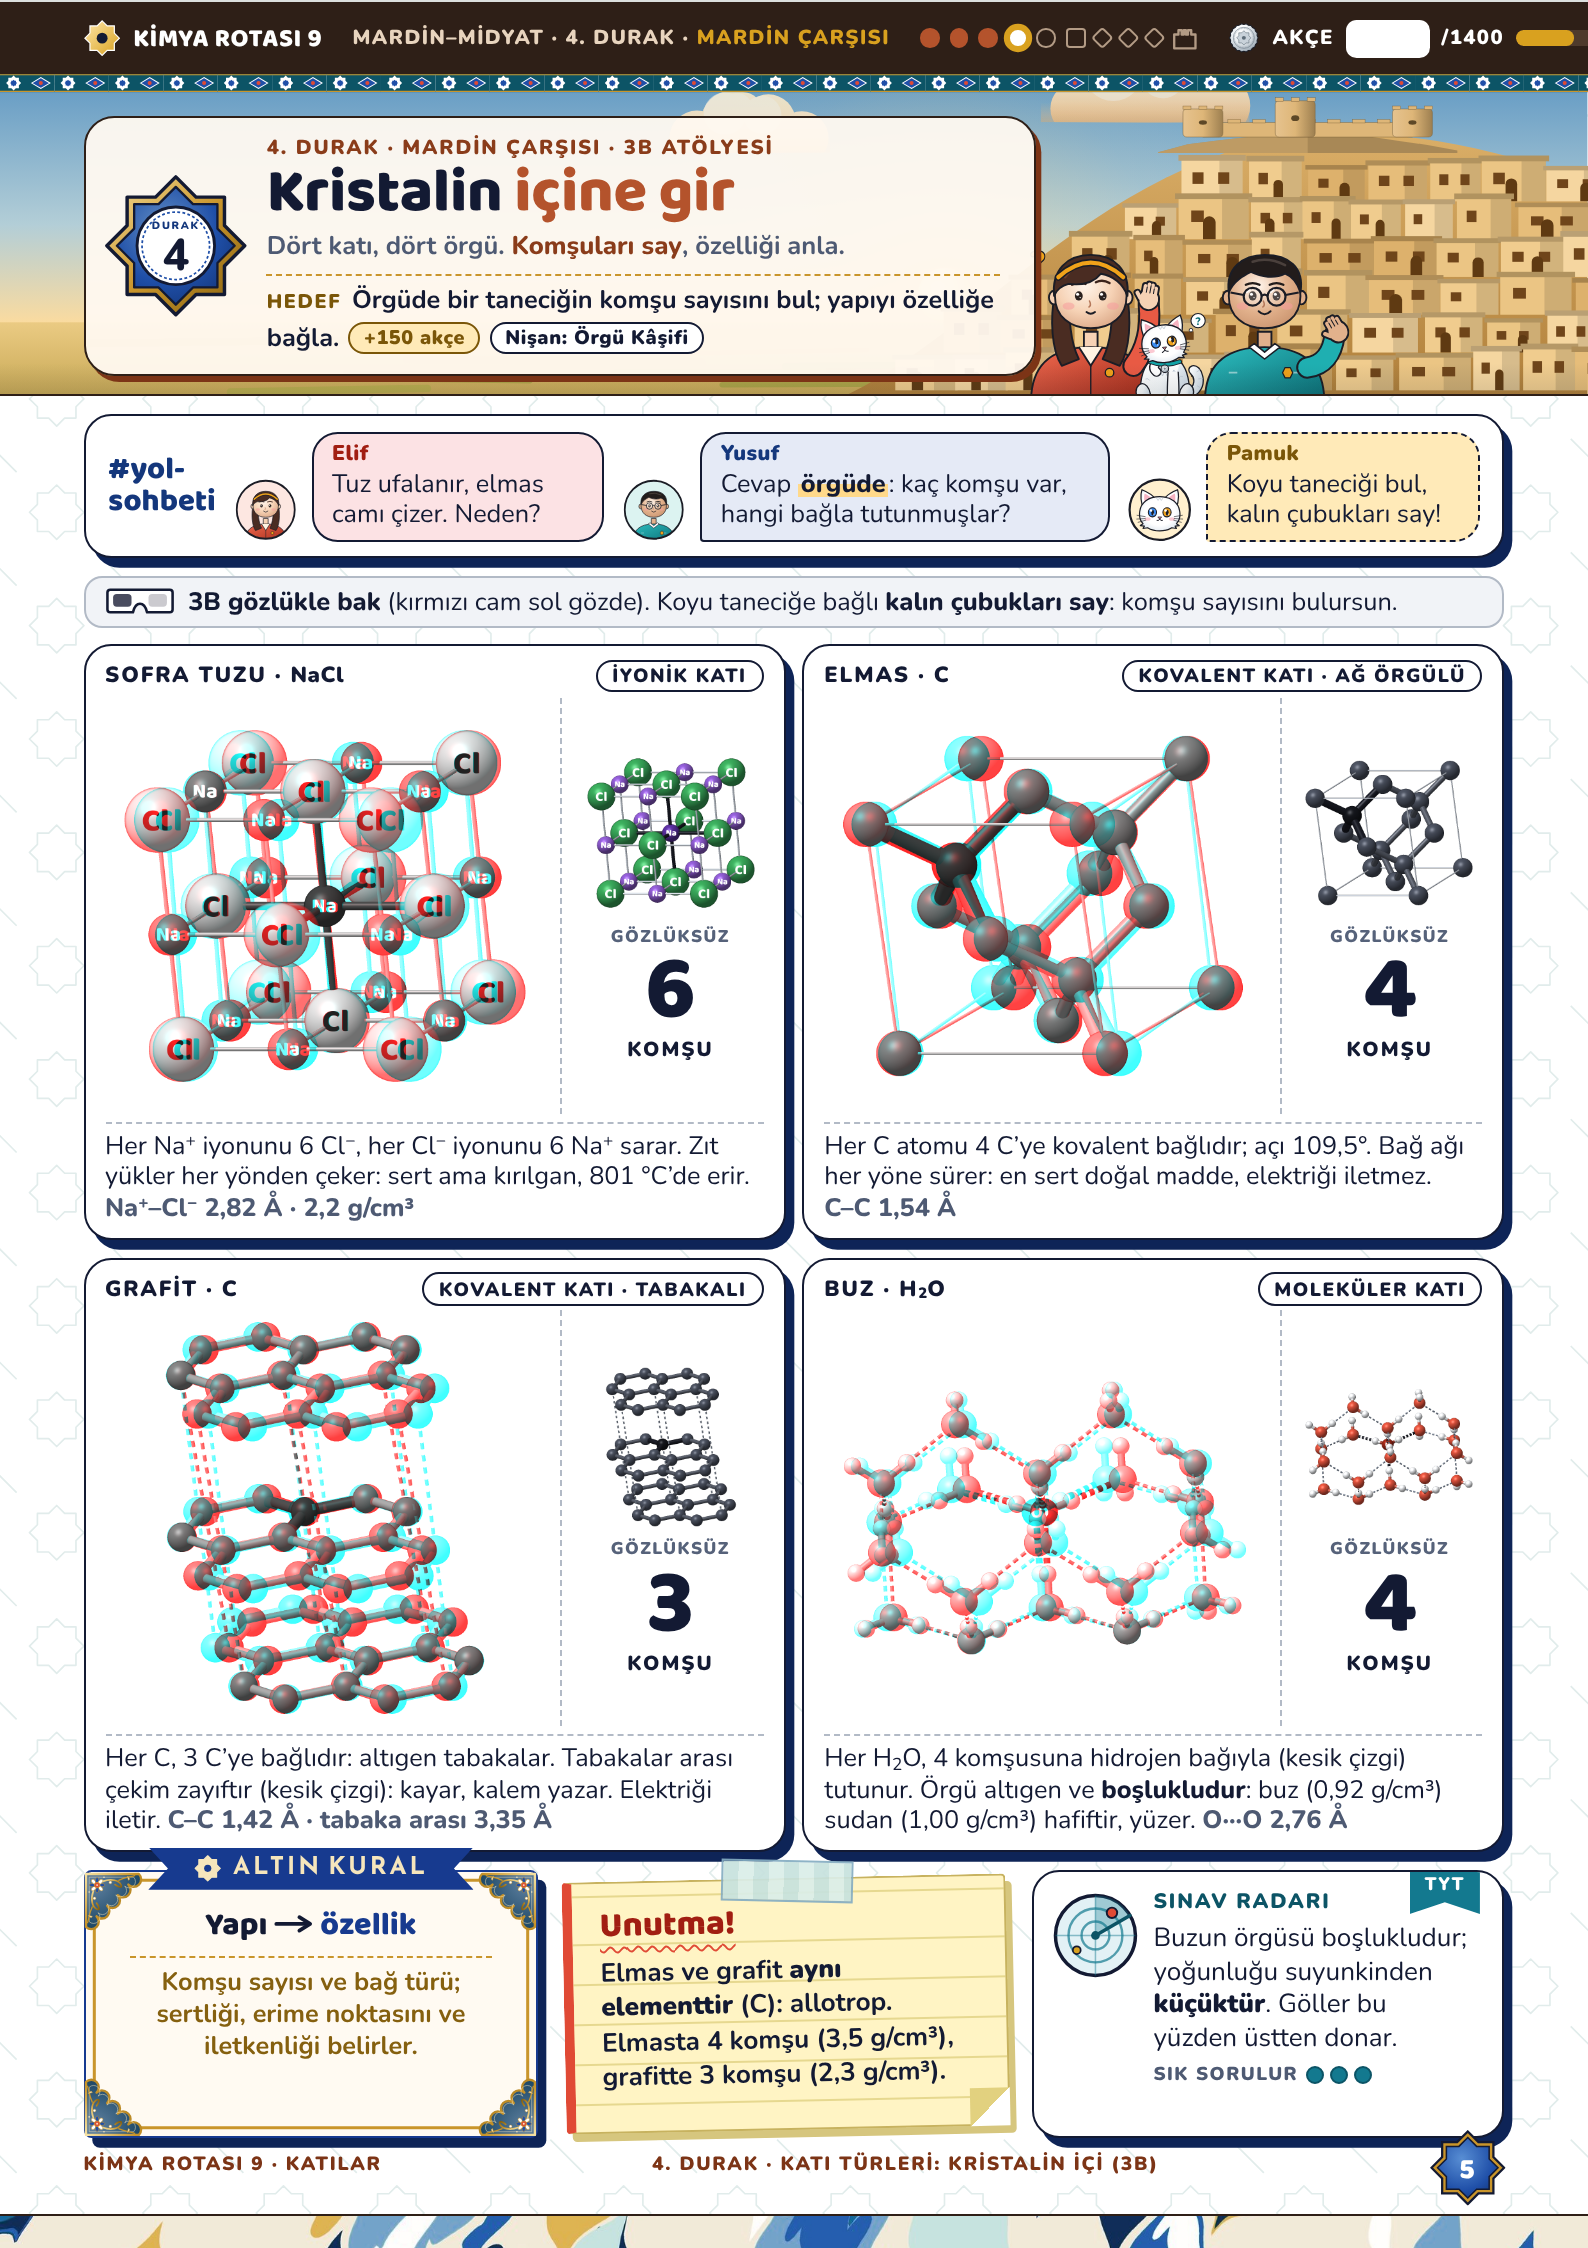 KİMYA ROTASI 9 MARDİN–MİDYAT · 4. DURAK · MARDİN ÇARŞISI AKÇE /1400
4. DURAK · MARDİN ÇARŞISI · 3B ATÖLYESİ
Kristalin içine gir
DURAK
4
Dört katı, dört örgü. Komşuları say, özelliği anla.
HEDEF Örgüde bir taneciğin komşu sayısını bul; yapıyı özelliğe
bağla. +150 akçe Nişan: Örgü Kâşifi
?
#yol-
sohbeti
Elif
Tuz ufalanır, elmas
camı çizer. Neden?
Yusuf
Cevap örgüde: kaç komşu var,
hangi bağla tutunmuşlar?
Pamuk
Koyu taneciği bul,
kalın çubukları say!
3B gözlükle bak (kırmızı cam sol gözde). Koyu taneciğe bağlı kalın çubukları say: komşu sayısını bulursun.
SOFRA TUZU · NaCl İYONİK KATI
GÖZLÜKSÜZ
6
KOMŞU
Her Na⁺ iyonunu 6 Cl⁻, her Cl⁻ iyonunu 6 Na⁺ sarar. Zıt
yükler her yönden çeker: sert ama kırılgan, 801 °C’de erir.
Na⁺–Cl⁻ 2,82 Å · 2,2 g/cm³
ELMAS · C KOVALENT KATI · AĞ ÖRGÜLÜ
GÖZLÜKSÜZ
4
KOMŞU
Her C atomu 4 C’ye kovalent bağlıdır; açı 109,5°. Bağ ağı
her yöne sürer: en sert doğal madde, elektriği iletmez.
C–C 1,54 Å
GRAFİT · C KOVALENT KATI · TABAKALI
GÖZLÜKSÜZ
3
KOMŞU
Her C, 3 C’ye bağlıdır: altıgen tabakalar. Tabakalar arası
çekim zayıftır (kesik çizgi): kayar, kalem yazar. Elektriği
iletir. C–C 1,42 Å · tabaka arası 3,35 Å
BUZ · H₂O MOLEKÜLER KATI
GÖZLÜKSÜZ
4
KOMŞU
Her H₂O, 4 komşusuna hidrojen bağıyla (kesik çizgi)
tutunur. Örgü altıgen ve boşlukludur: buz (0,92 g/cm³)
sudan (1,00 g/cm³) hafiftir, yüzer. O···O 2,76 Å
ALTIN KURAL
Yapı → özellik
Komşu sayısı ve bağ türü;
sertliği, erime noktasını ve
iletkenliği belirler.
Unutma!
Elmas ve grafit aynı
elementtir (C): allotrop.
Elmasta 4 komşu (3,5 g/cm³),
grafitte 3 komşu (2,3 g/cm³).
SINAV RADARI TYT
Buzun örgüsü boşlukludur;
yoğunluğu suyunkinden
küçüktür. Göller bu
yüzden üstten donar.
SIK SORULUR
KİMYA ROTASI 9 · KATILAR 4. DURAK · KATI TÜRLERİ: KRİSTALİN İÇİ (3B) 5